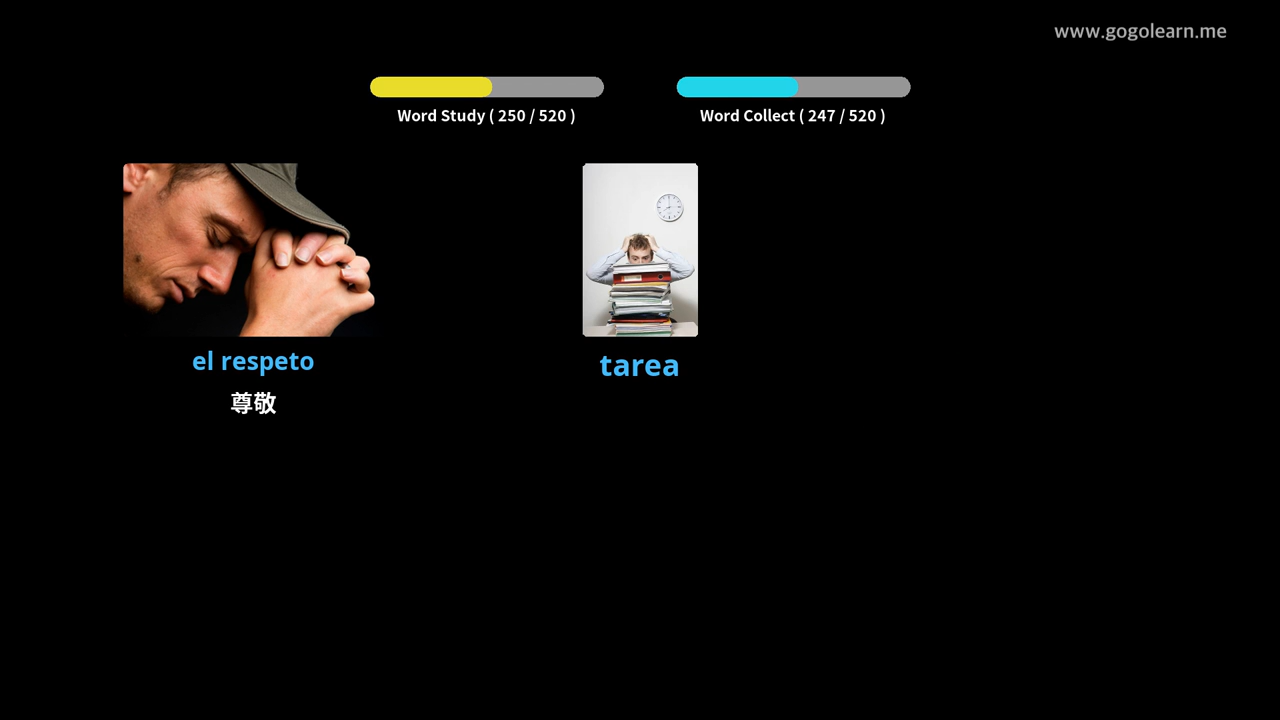 www.gogolearn.me
Word Study ( 250 / 520 )
Word Collect ( 247 / 520 )
el respeto
尊敬
tarea